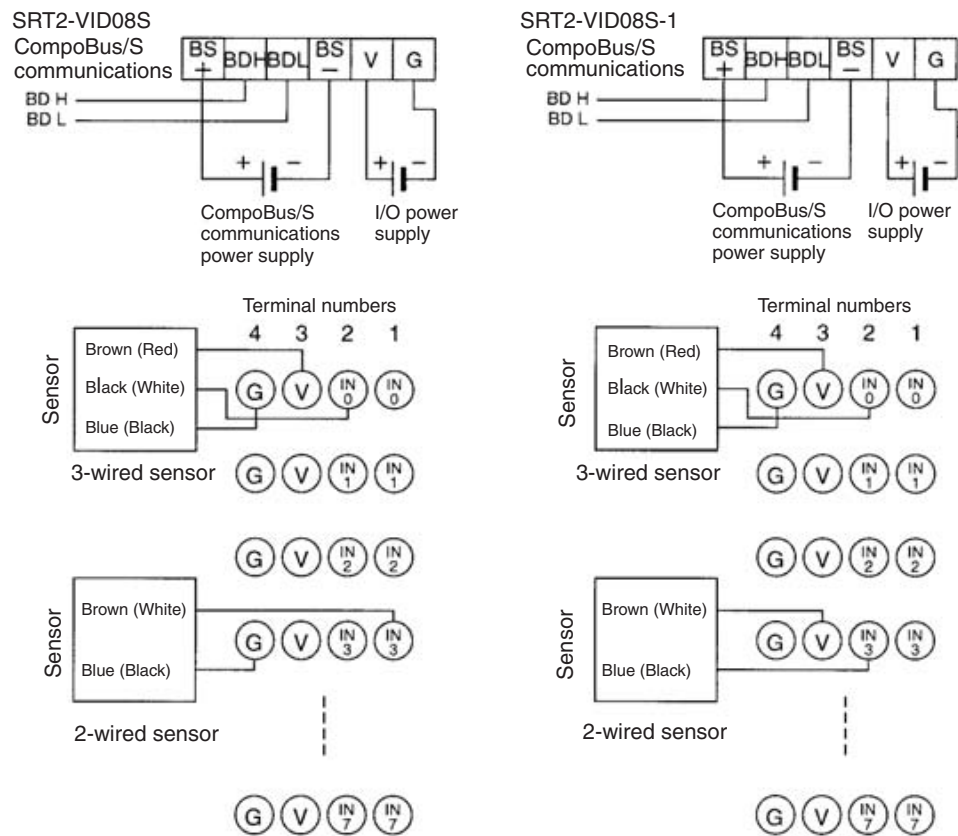 SRT2-VID08S
CompoBus/S
communications
BS
+
BDH
BDL
BS
–
V
G
BD H
BD L
+
–
+
–
CompoBus/S
communications
power supply
I/O power
supply
Terminal numbers
4 3 2 1
Sensor
Brown (Red)
Black (White)
Blue (Black)
G V IN 0 IN 0
3-wired sensor
G V IN 1 IN 1
G V IN 2 IN 2
Sensor
Brown (White)
Blue (Black)
G V IN 3 IN 3
2-wired sensor
G V IN 7 IN 7
SRT2-VID08S-1
CompoBus/S
communications
BS
+
BDH
BDL
BS
–
V
G
BD H
BD L
+
–
+
–
CompoBus/S
communications
power supply
I/O power
supply
Terminal numbers
4 3 2 1
Sensor
Brown (Red)
Black (White)
Blue (Black)
G V IN 0 IN 0
3-wired sensor
G V IN 1 IN 1
G V IN 2 IN 2
Sensor
Brown (White)
Blue (Black)
G V IN 3 IN 3
2-wired sensor
G V IN 7 IN 7